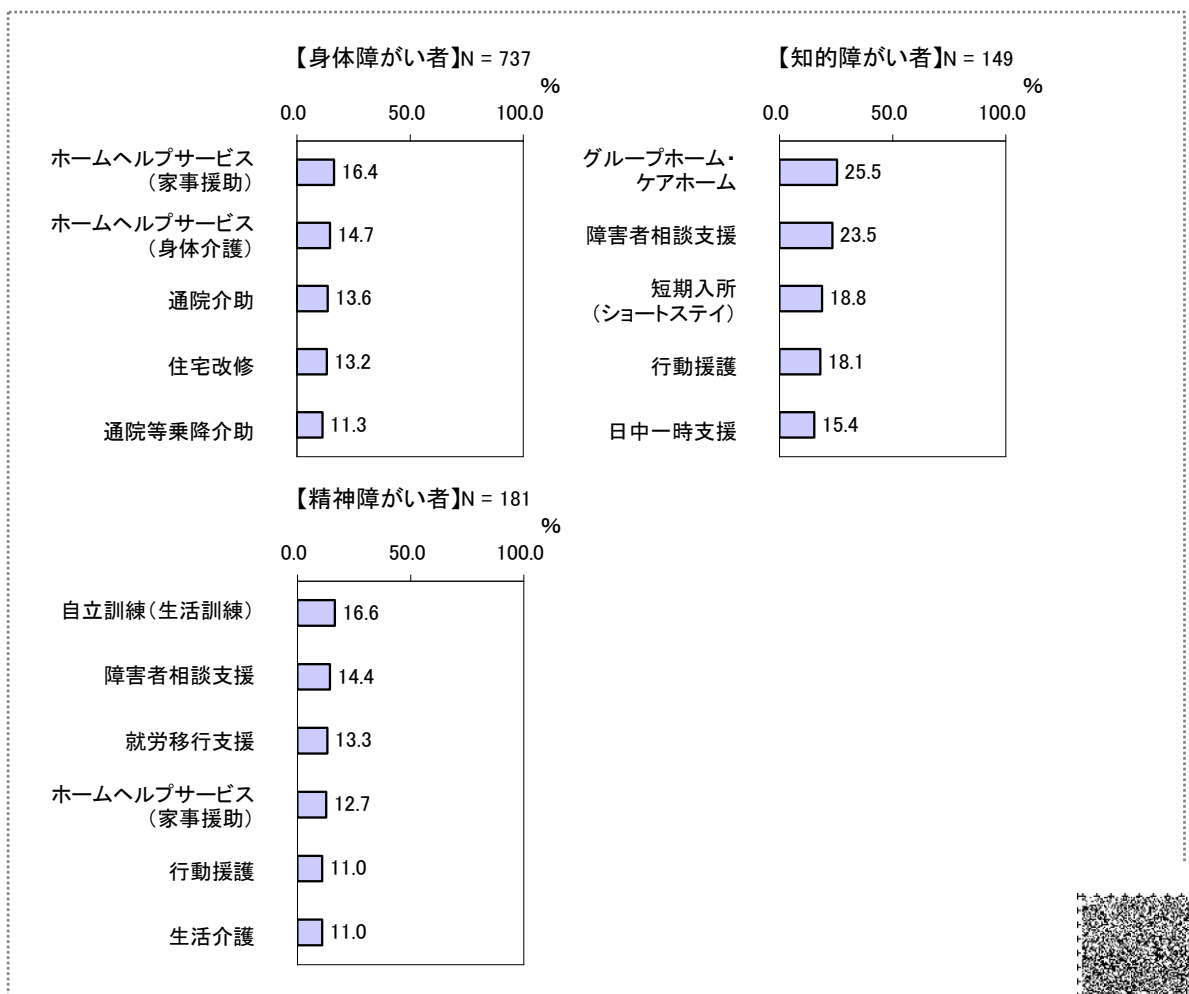 【身体障がい者】N = 737
%
0.0 50.0 100.0
ホームヘルプサービス
（家事援助）
16.4
ホームヘルプサービス
（身体介護）
14.7
通院介助
13.6
住宅改修
13.2
通院等乗降介助
11.3
【知的障がい者】N = 149
%
0.0 50.0 100.0
グループホーム・
ケアホーム
25.5
障害者相談支援
23.5
短期入所
（ショートステイ）
18.8
行動援護
18.1
日中一時支援
15.4
【精神障がい者】N = 181
%
0.0 50.0 100.0
自立訓練（生活訓練）
16.6
障害者相談支援
14.4
就労移行支援
13.3
ホームヘルプサービス
（家事援助）
12.7
行動援護
11.0
生活介護
11.0